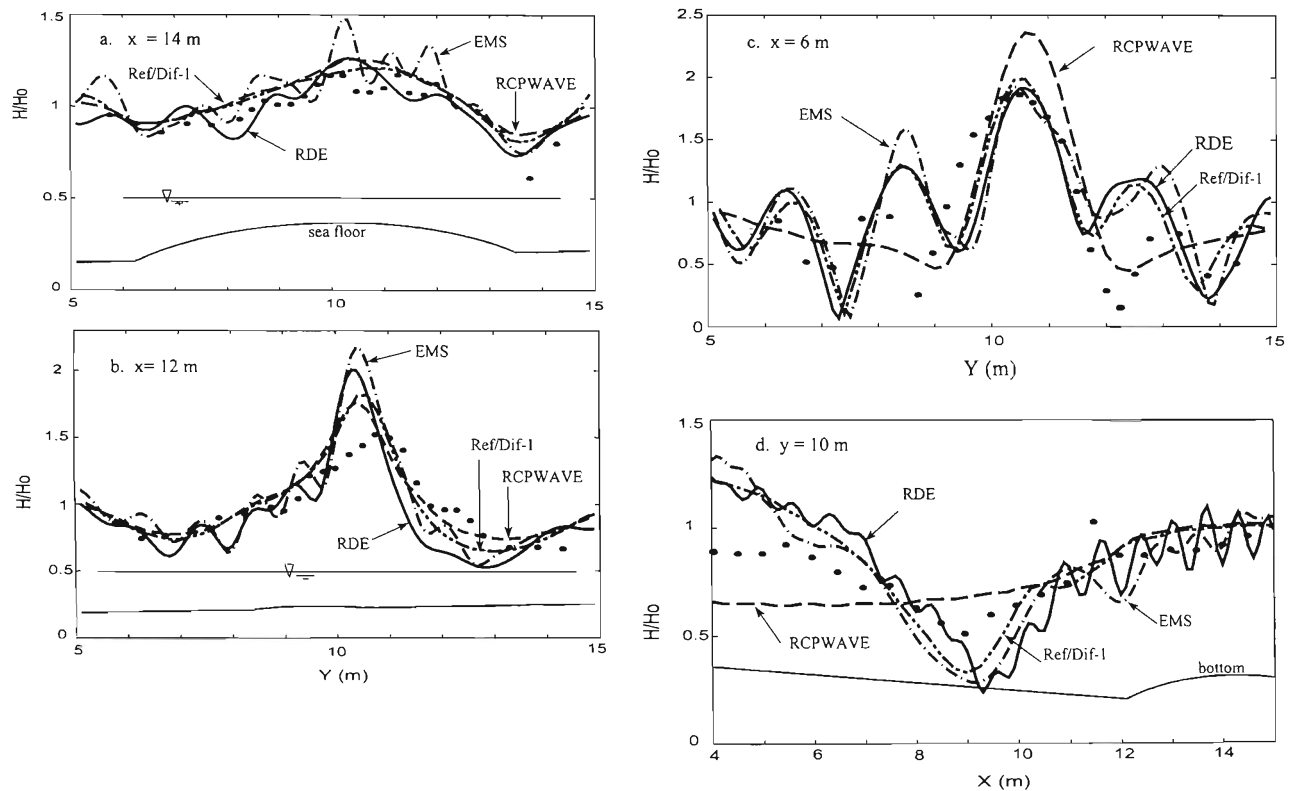 1.5
a. x = 14 m
EMS
Ref/Dif-1
1
H/Ho
RCPWAVE
RDE
0.5
sea floor
0
5
10
15
b. x= 12 m
EMS
2
1.5
Ref/Dif-1
RCPWAVE
H/Ho
1
RDE
0.5
0
5
10
15
Y (m)
2.5
c. x = 6 m
RCPWAVE
2
EMS
1.5
RDE
H/Ho
Ref/Dif-1
1
0.5
0
5
10
15
Y (m)
1.5
d. y = 10 m
RDE
1
H/Ho
EMS
RCPWAVE
Ref/Dif-1
0.5
bottom
0
4
6
8
10
12
14
X (m)